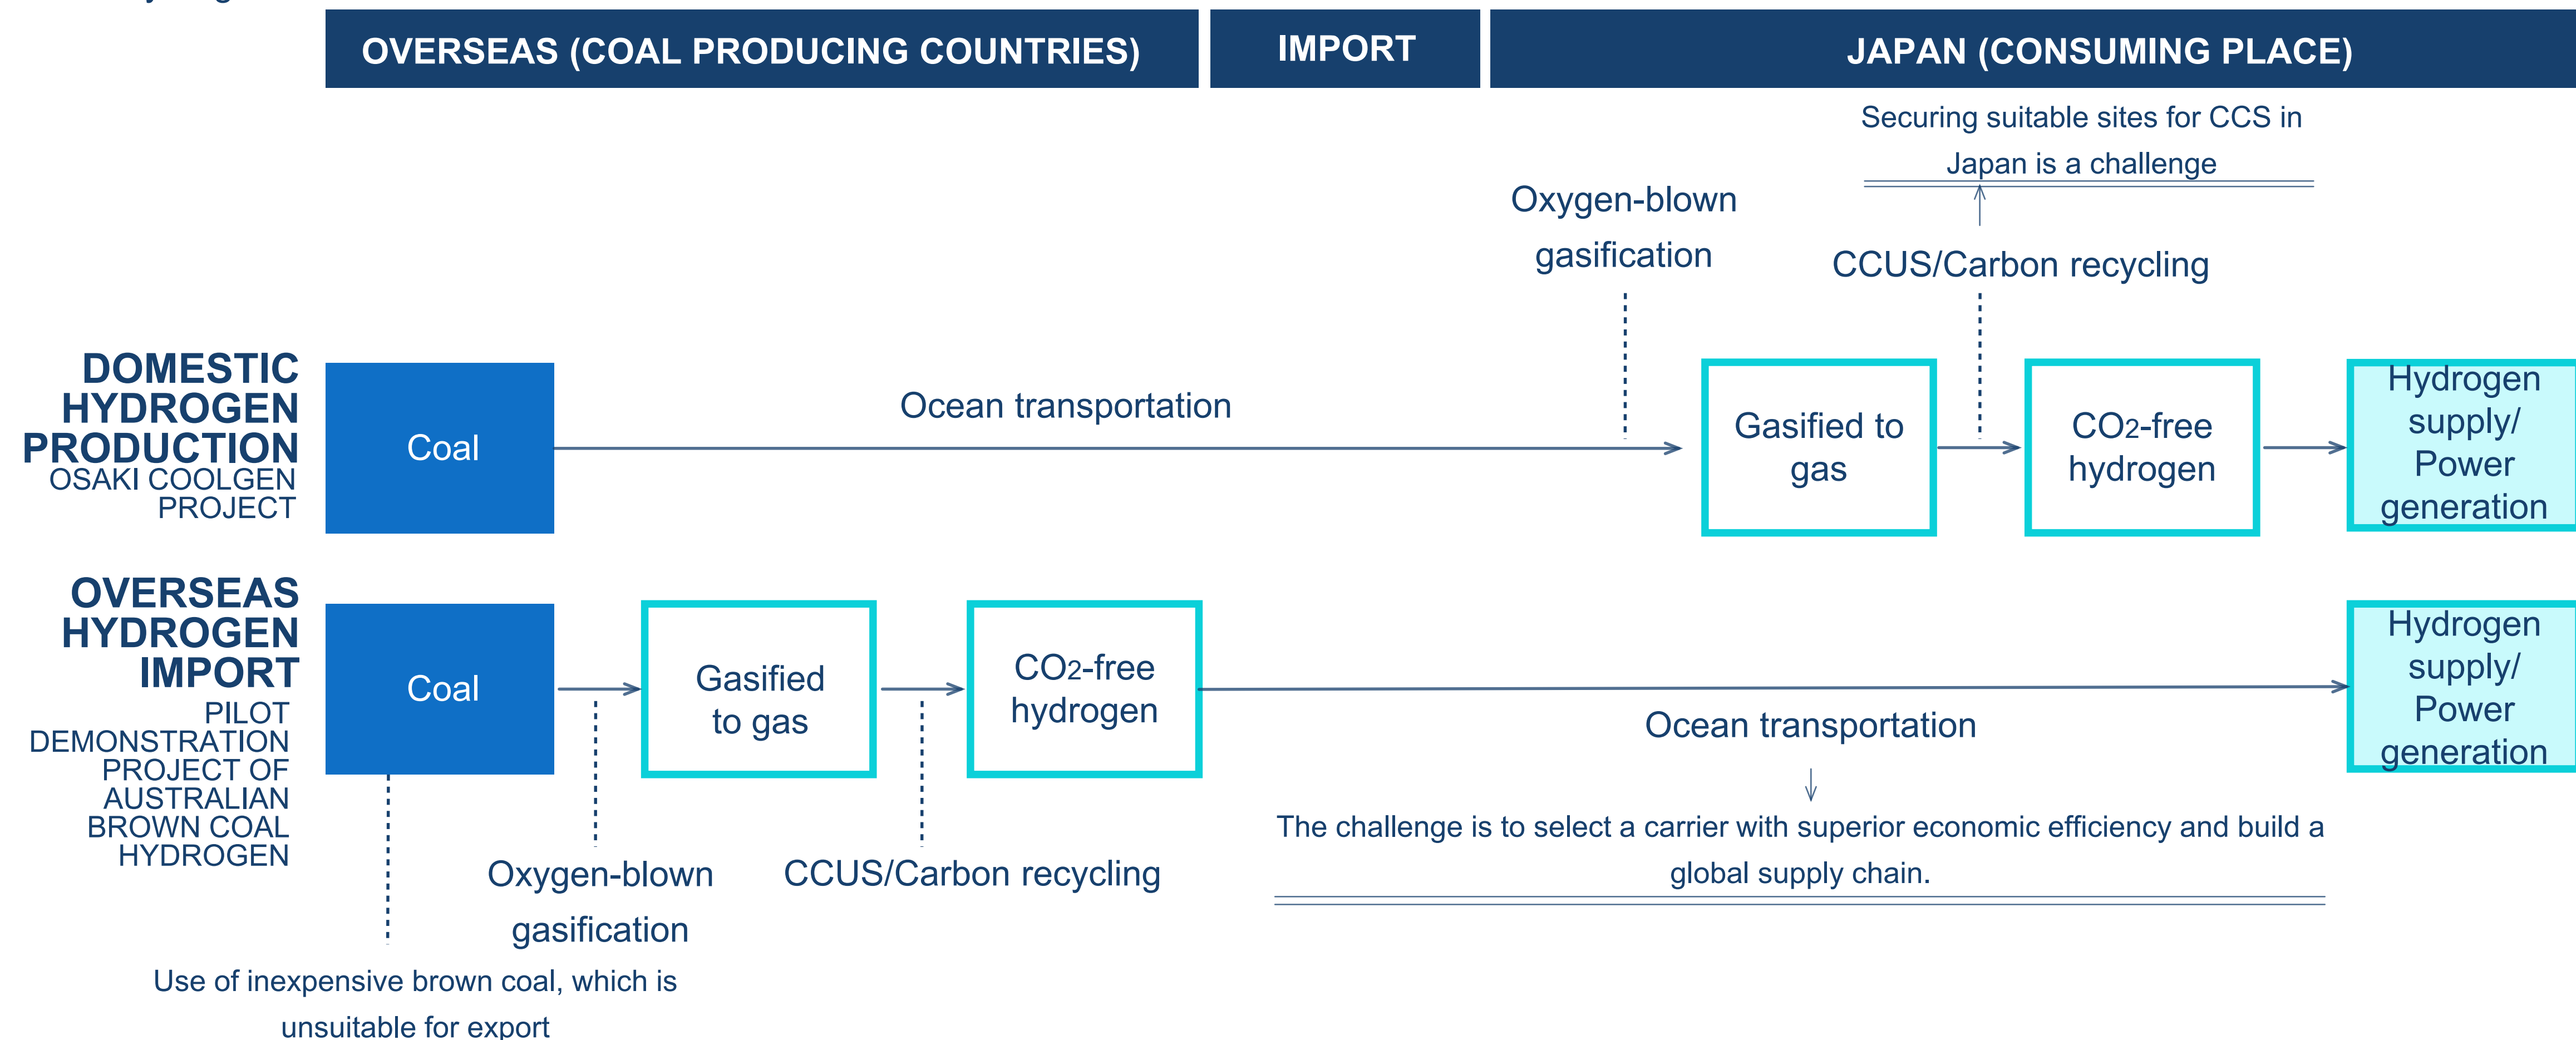 OVERSEAS (COAL PRODUCING COUNTRIES)
IMPORT
JAPAN (CONSUMING PLACE)
Securing suitable sites for CCS in
Japan is a challenge
Oxygen-blown
gasification
CCUS/Carbon recycling
DOMESTIC
HYDROGEN
PRODUCTION
OSAKI COOLGEN
PROJECT
Coal
Ocean transportation
Gasified to
gas
CO2-free
hydrogen
Hydrogen
supply/
Power
generation
OVERSEAS
HYDROGEN
IMPORT
PILOT
DEMONSTRATION
PROJECT OF
AUSTRALIAN
BROWN COAL
HYDROGEN
Coal
Gasified
to gas
CO2-free
hydrogen
Ocean transportation
Hydrogen
supply/
Power
generation
The challenge is to select a carrier with superior economic efficiency and build a
global supply chain.
Oxygen-blown
gasification
CCUS/Carbon recycling
Use of inexpensive brown coal, which is
unsuitable for export